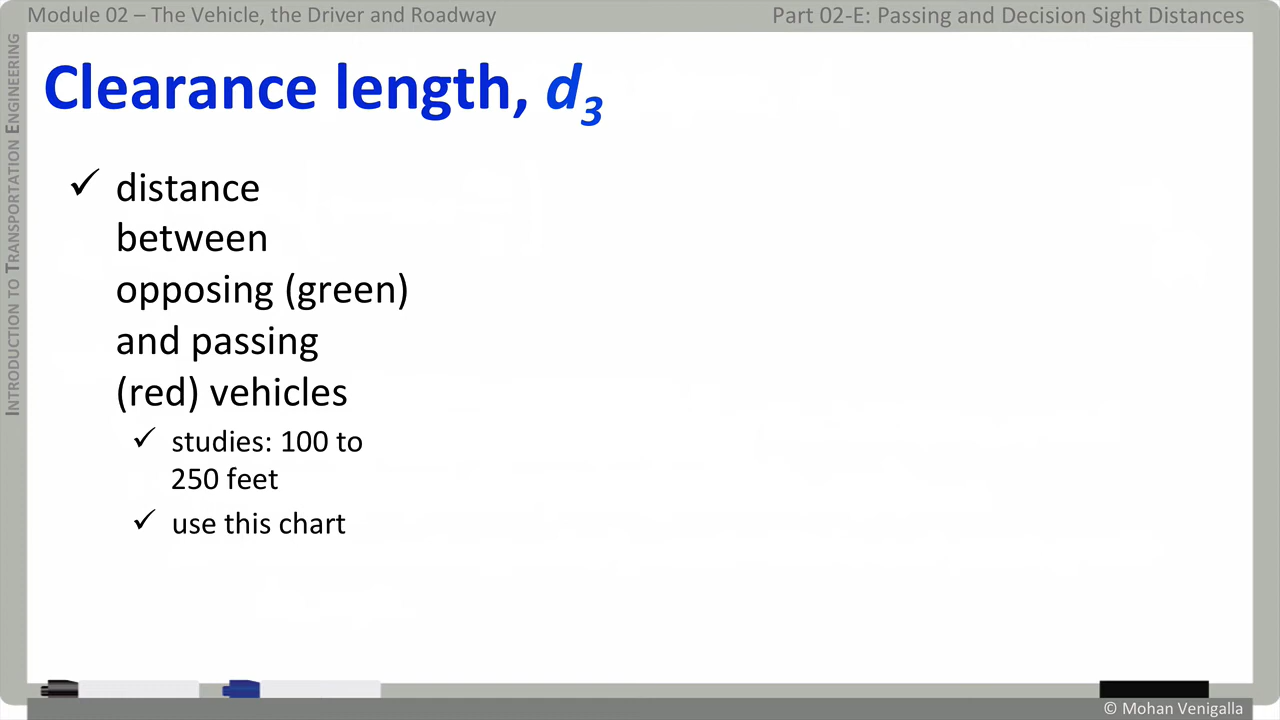 Module 02 – The Vehicle, the Driver and Roadway
Part 02-E: Passing and Decision Sight Distances
INTRODUCTION TO TRANSPORTATION ENGINEERING
Clearance length, d3
✓ distance
between
opposing (green)
and passing
(red) vehicles
✓ studies: 100 to
250 feet
✓ use this chart
© Mohan Venigalla